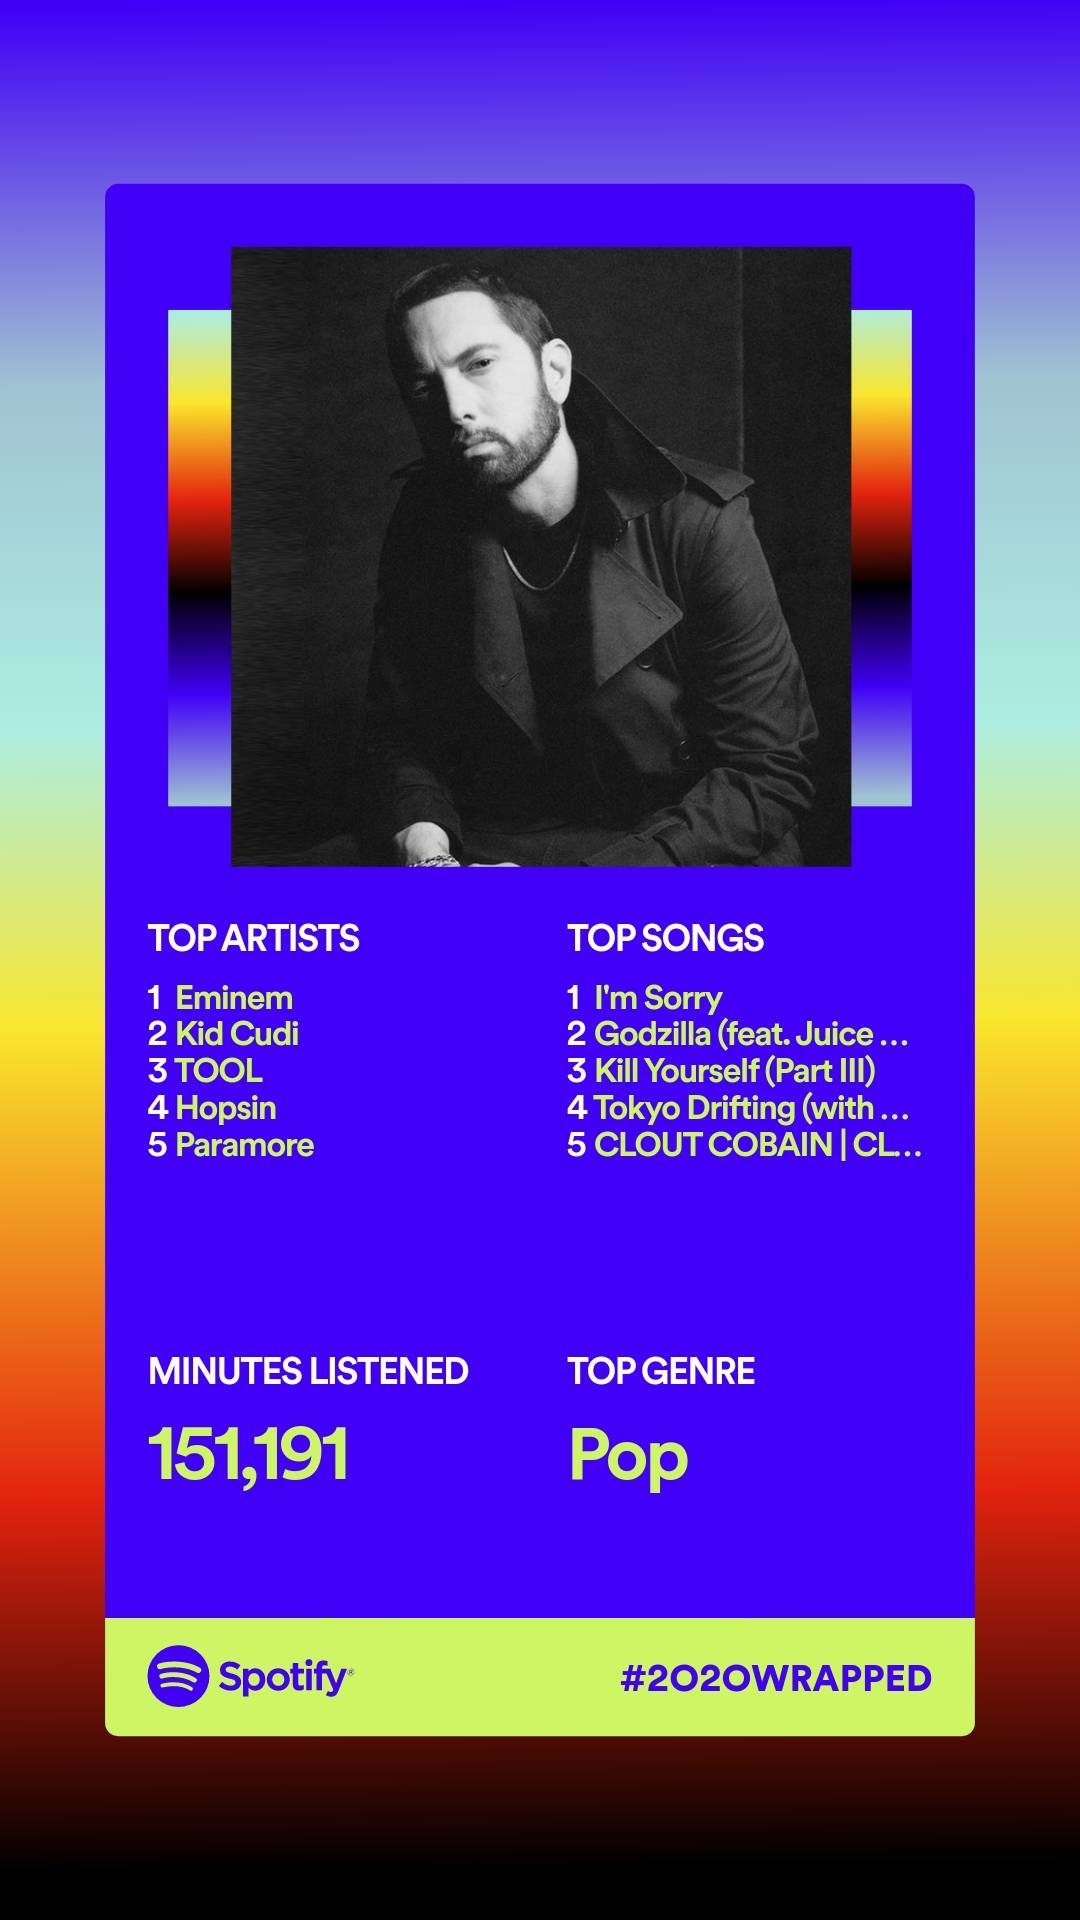 TOP ARTISTS
1 Eminem
2 Kid Cudi
3 TOOL
4 Hopsin
5 Paramore
TOP SONGS
1 I'm Sorry
2 Godzilla (feat. Juice ...
3 Kill Yourself (Part III)
4 Tokyo Drifting (with ...
5 CLOUT COBAIN | CL...
MINUTES LISTENED
151,191
TOP GENRE
Pop
Spotify®
#2020WRAPPED